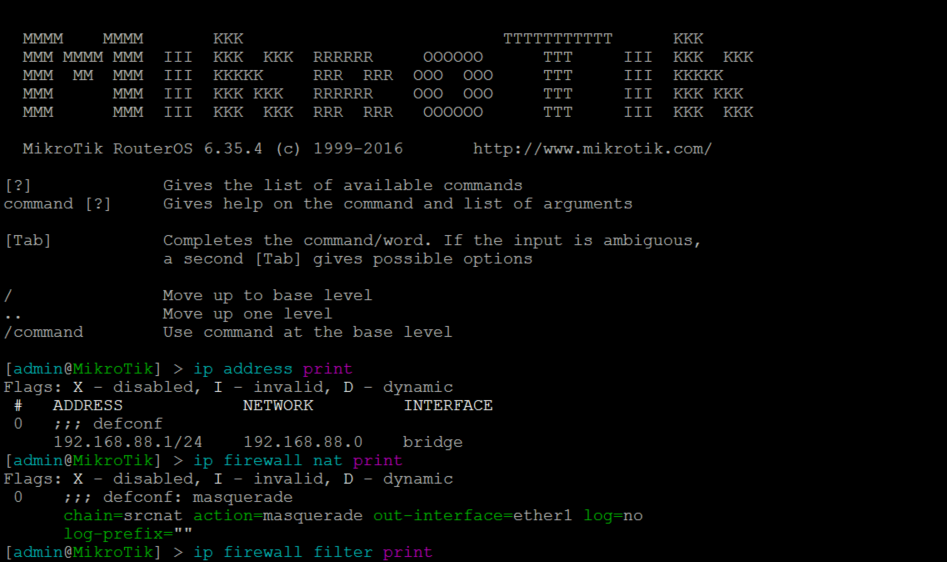 MMMM    MMMM       KKK                          TTTTTTTTTTT      KKK
MMM MMMM MMM  III  KKK  KKK  RRRRRR     OOOOOO      TTT     III  KKK  KKK
MMM  MM  MMM  III  KKKKK     RRR  RRR  OOO  OOO     TTT     III  KKKKK
MMM      MMM  III  KKK KKK   RRRRRR    OOO  OOO     TTT     III  KKK KKK
MMM      MMM  III  KKK  KKK  RRR  RRR   OOOOOO      TTT     III  KKK  KKK
MikroTik RouterOS 6.35.4 (c) 1999-2016       http://www.mikrotik.com/
[?]             Gives the list of available commands
command [?]     Gives help on the command and list of arguments
[Tab]           Completes the command/word. If the input is ambiguous,
a second [Tab] gives possible options
/               Move up to base level
..              Move up one level
/command        Use command at the base level
[admin@MikroTik] > ip address print
Flags: X - disabled, I - invalid, D - dynamic
#   ADDRESS            NETWORK         INTERFACE
0   ;;; defconf
192.168.88.1/24    192.168.88.0    bridge
[admin@MikroTik] > ip firewall nat print
Flags: X - disabled, I - invalid, D - dynamic
0    ;;; defconf: masquerade
chain=srcnat action=masquerade out-interface=ether1 log=no
log-prefix=""
[admin@MikroTik] > ip firewall filter print